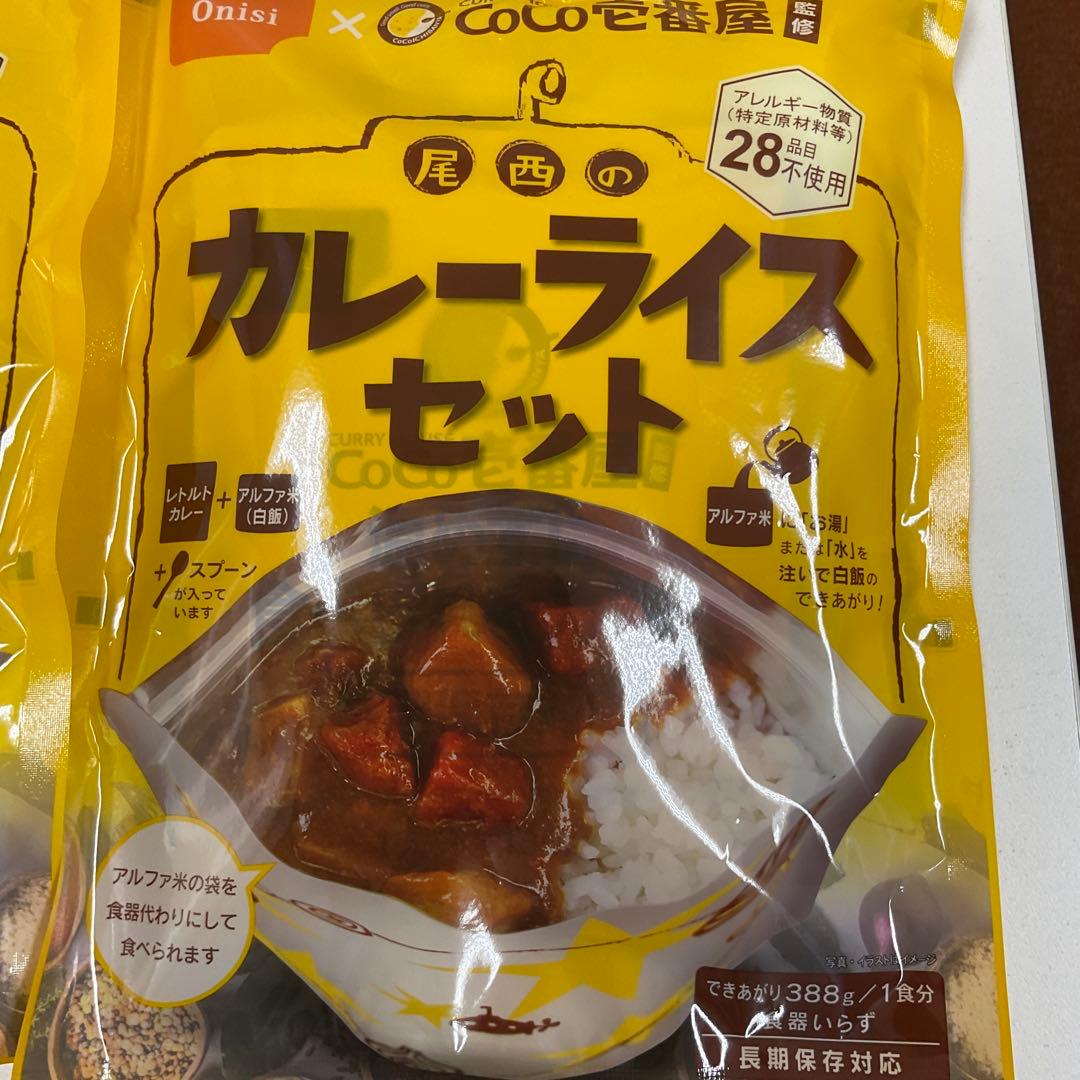 Onisi
×
CoCo壱番屋
監修
アレルギー物質
(特定原材料等)
28品目
不使用
尾西の
カレーライス
セット
レトルト
カレー
+
アルファ米
(白飯)
+スプーン
が入って
います
アルファ米に「お湯」
または「水」を
注いで白飯の
できあがり!
CoCo壱番屋
アルファ米の袋を
食器代わりにして
食べられます
写真・イラストはイメージ
できあがり388g/1食分
食器いらず
長期保存対応